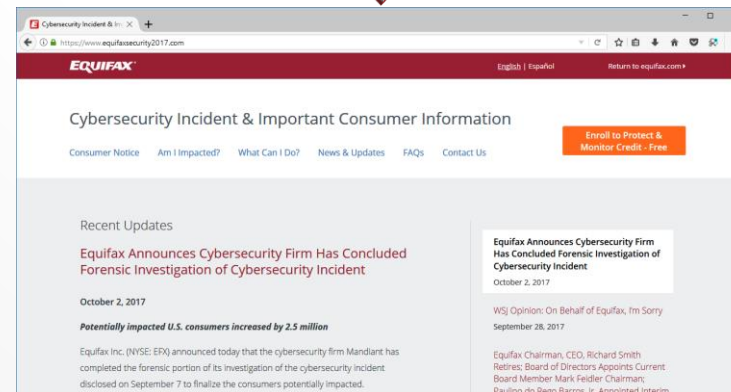 Cybersecurity Incident & Im
https://www.equifaxsecurity2017.com
EQUIFAX
English | Español
Return to equifax.com
Cybersecurity Incident & Important Consumer Information
Enroll to Protect &
Monitor Credit - Free
Consumer Notice Am I Impacted? What Can I Do? News & Updates FAQs Contact Us
Recent Updates
Equifax Announces Cybersecurity Firm Has Concluded
Forensic Investigation of Cybersecurity Incident
October 2, 2017
Potentially impacted U.S. consumers increased by 2.5 million
Equifax Inc. (NYSE: EFX) announced today that the cybersecurity firm Mandiant has
completed the forensic portion of its investigation of the cybersecurity incident
disclosed on September 7 to finalize the consumers potentially impacted.
Equifax Announces Cybersecurity Firm
Has Concluded Forensic Investigation of
Cybersecurity Incident
October 2, 2017
WSJ Opinion: On Behalf of Equifax, I'm Sorry
September 28, 2017
Equifax Chairman, CEO, Richard Smith
Retires; Board of Directors Appoints Current
Board Member Mark Feidler Chairman;
Paulino do Rego Barros, Jr. Appointed Interim